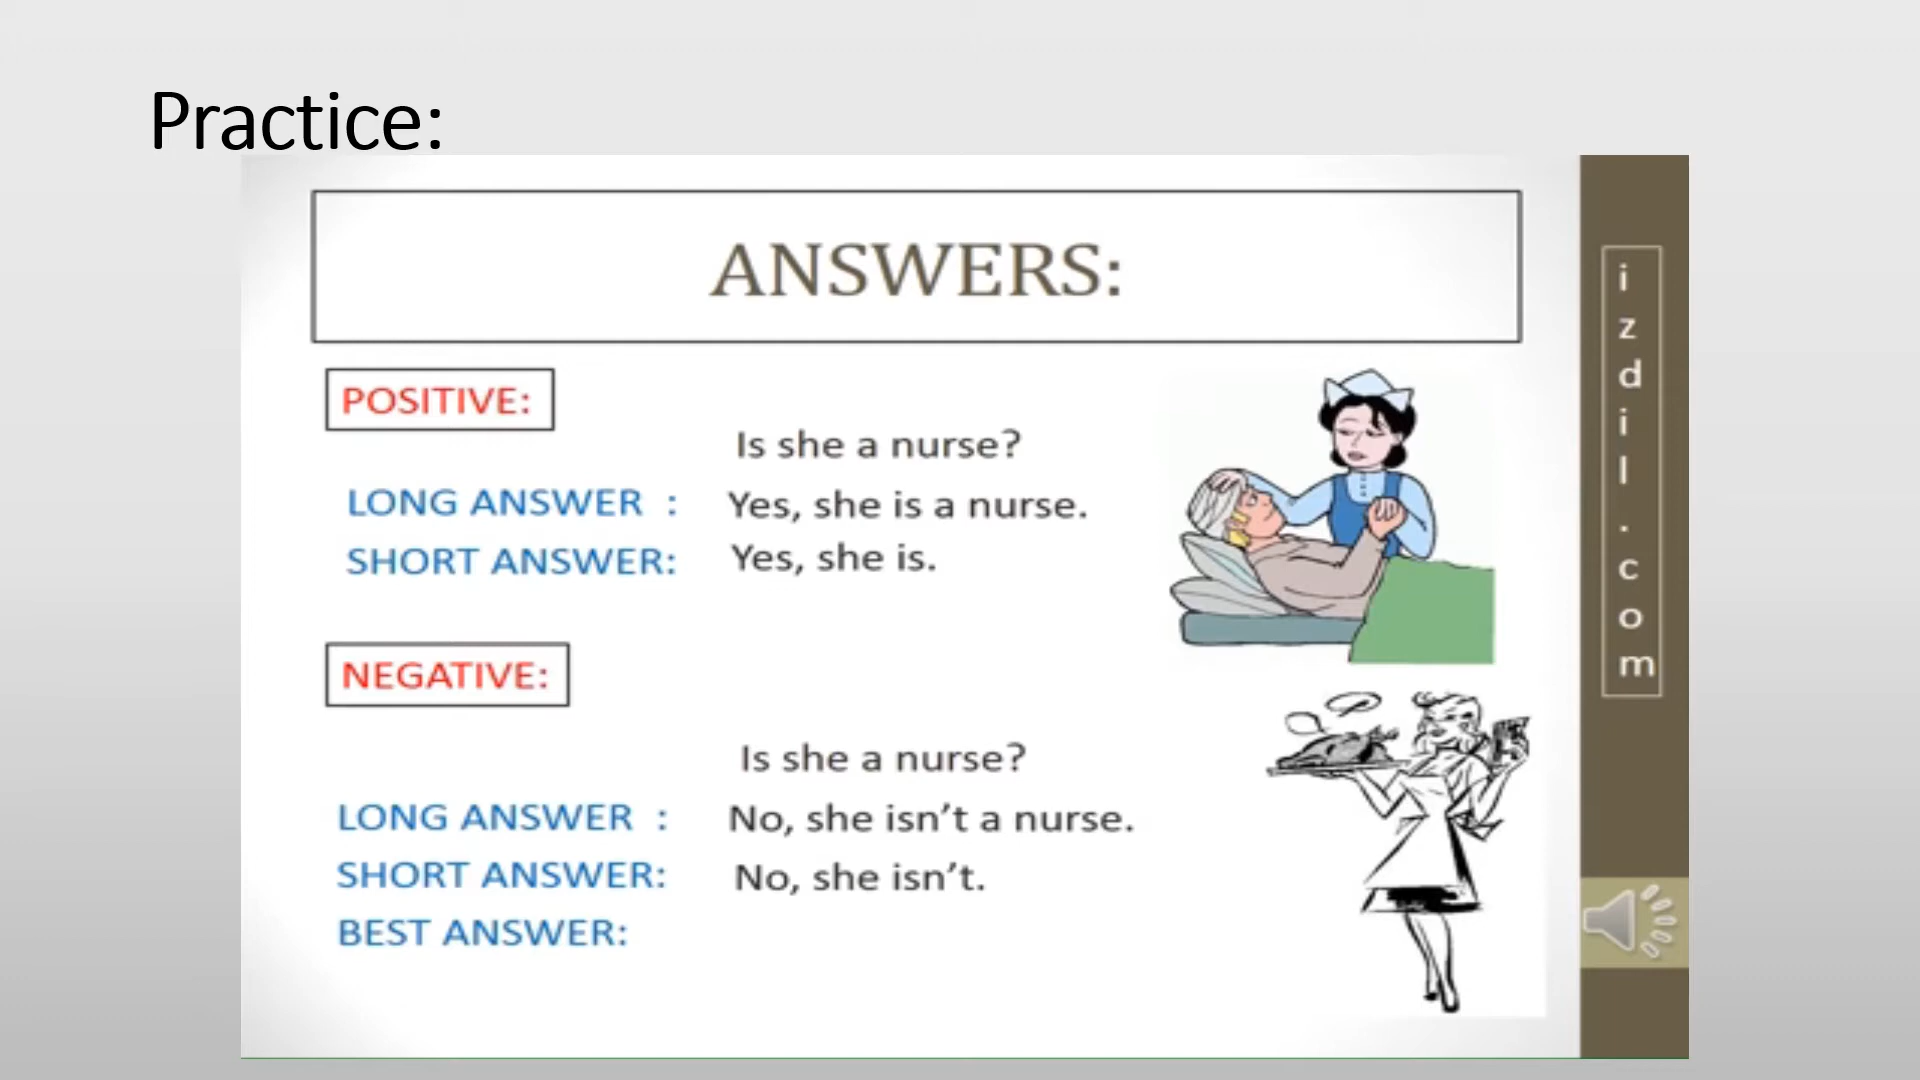 Practice:
ANSWERS:
POSITIVE:
Is she a nurse?
LONG ANSWER : Yes, she is a nurse.
SHORT ANSWER: Yes, she is.
NEGATIVE:
Is she a nurse?
LONG ANSWER : No, she isn't a nurse.
SHORT ANSWER: No, she isn't.
BEST ANSWER:
izdil.com